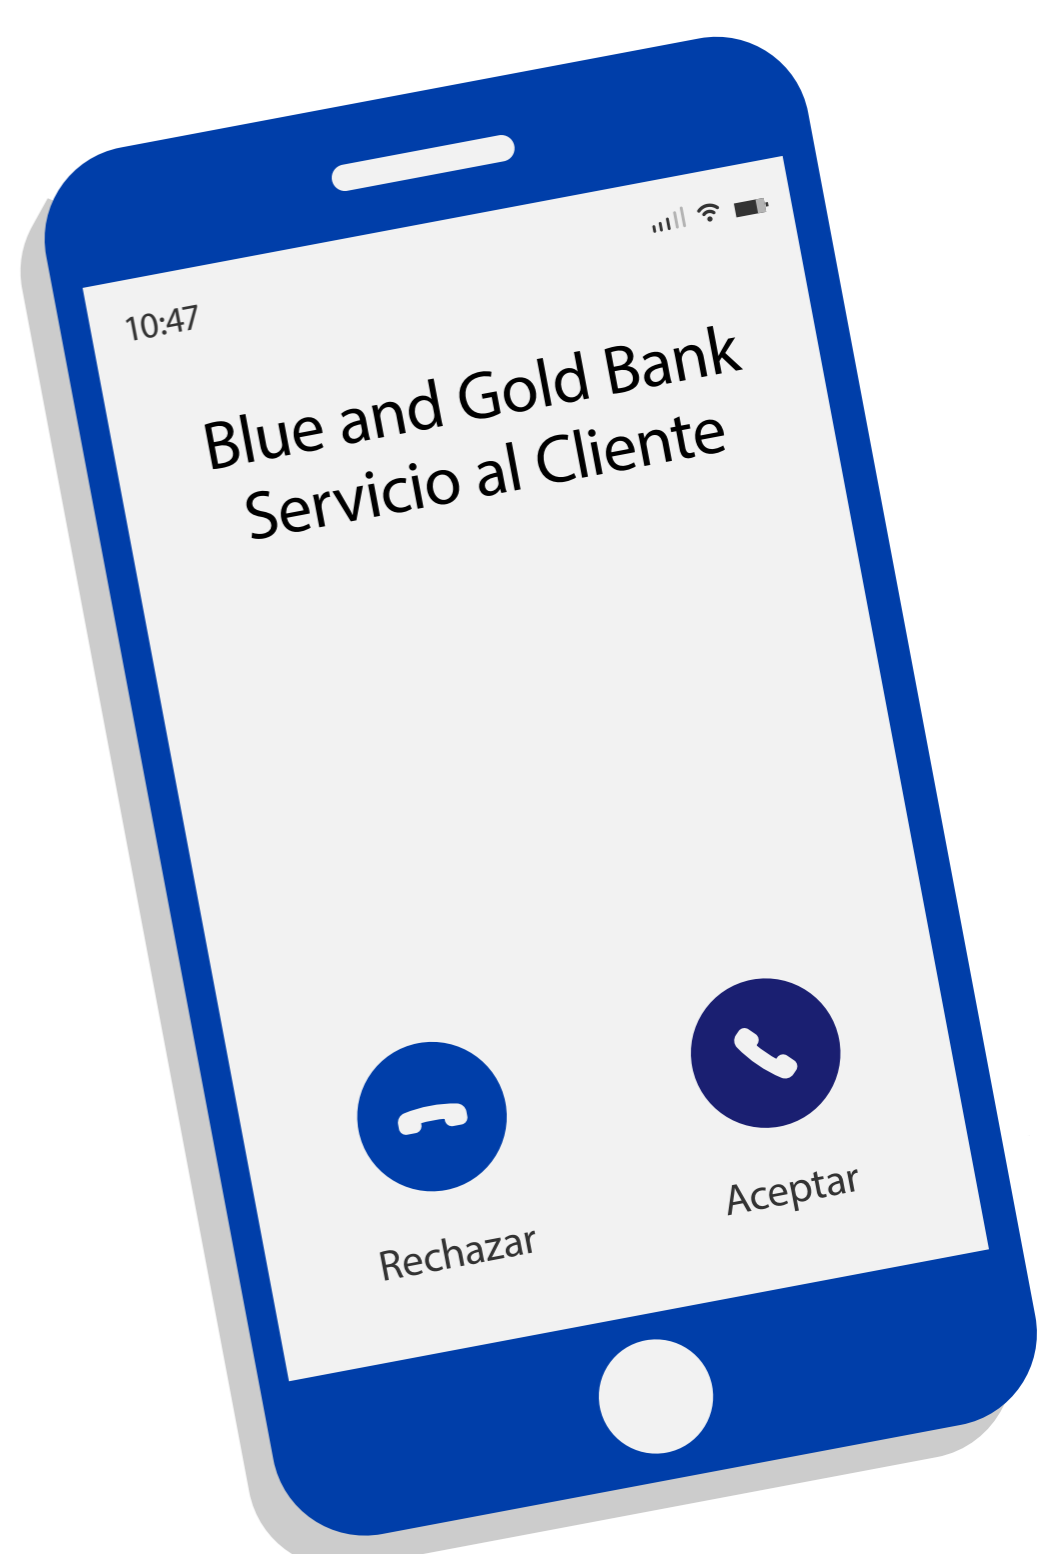 10:47
Blue and Gold Bank
Servicio al Cliente
Rechazar
Aceptar